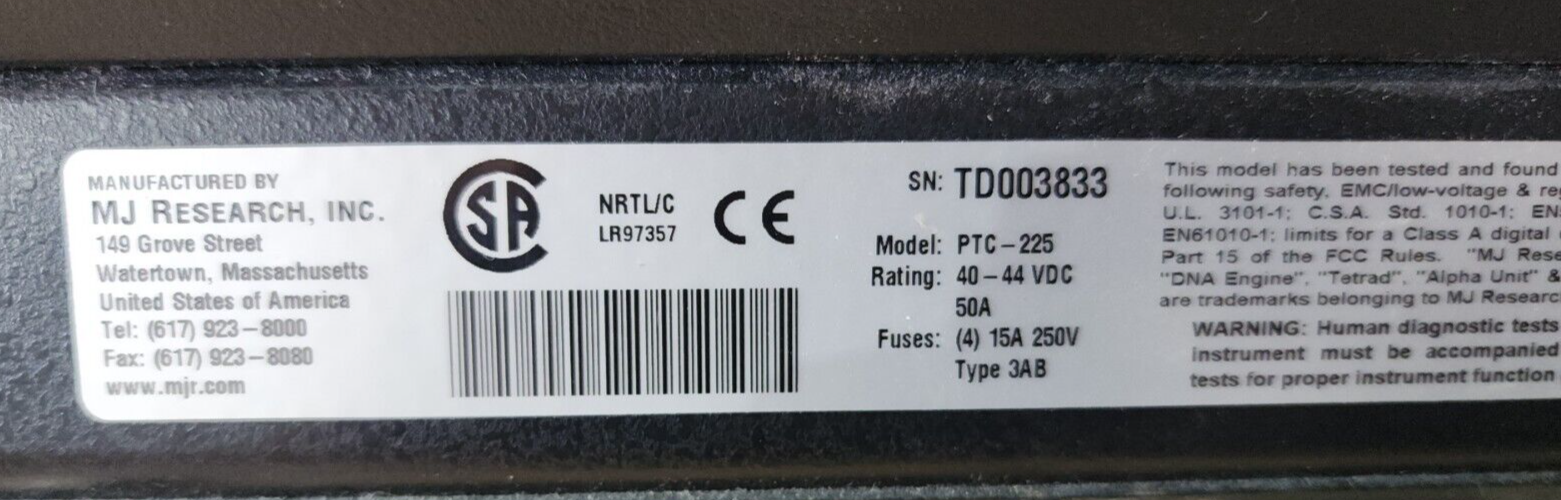 MANUFACTURED BY
MJ RESEARCH, INC.
149 Grove Street
Watertown, Massachusetts
United States of America
Tel: (617) 923-8000
Fax: (617) 923-8080
www.mjr.com
SA
NRTL/C
LR97357
CE
SN: TD003833
Model: PTC-225
Rating: 40-44 VDC
50A
Fuses: (4) 15A 250V
Type 3AB
This model has been tested and found
following safety, EMC/low-voltage &
U.L. 3101-1; C.S.A. Std. 1010-1;
EN61010-1; limits for a Class A digital
Part 15 of the FCC Rules. "MJ
"DNA Engine", "Tetrad", "Alpha Unit" &
are trademarks belonging to MJ
WARNING: Human diagnostic tests
instrument must be accompanied
tests for proper instrument function